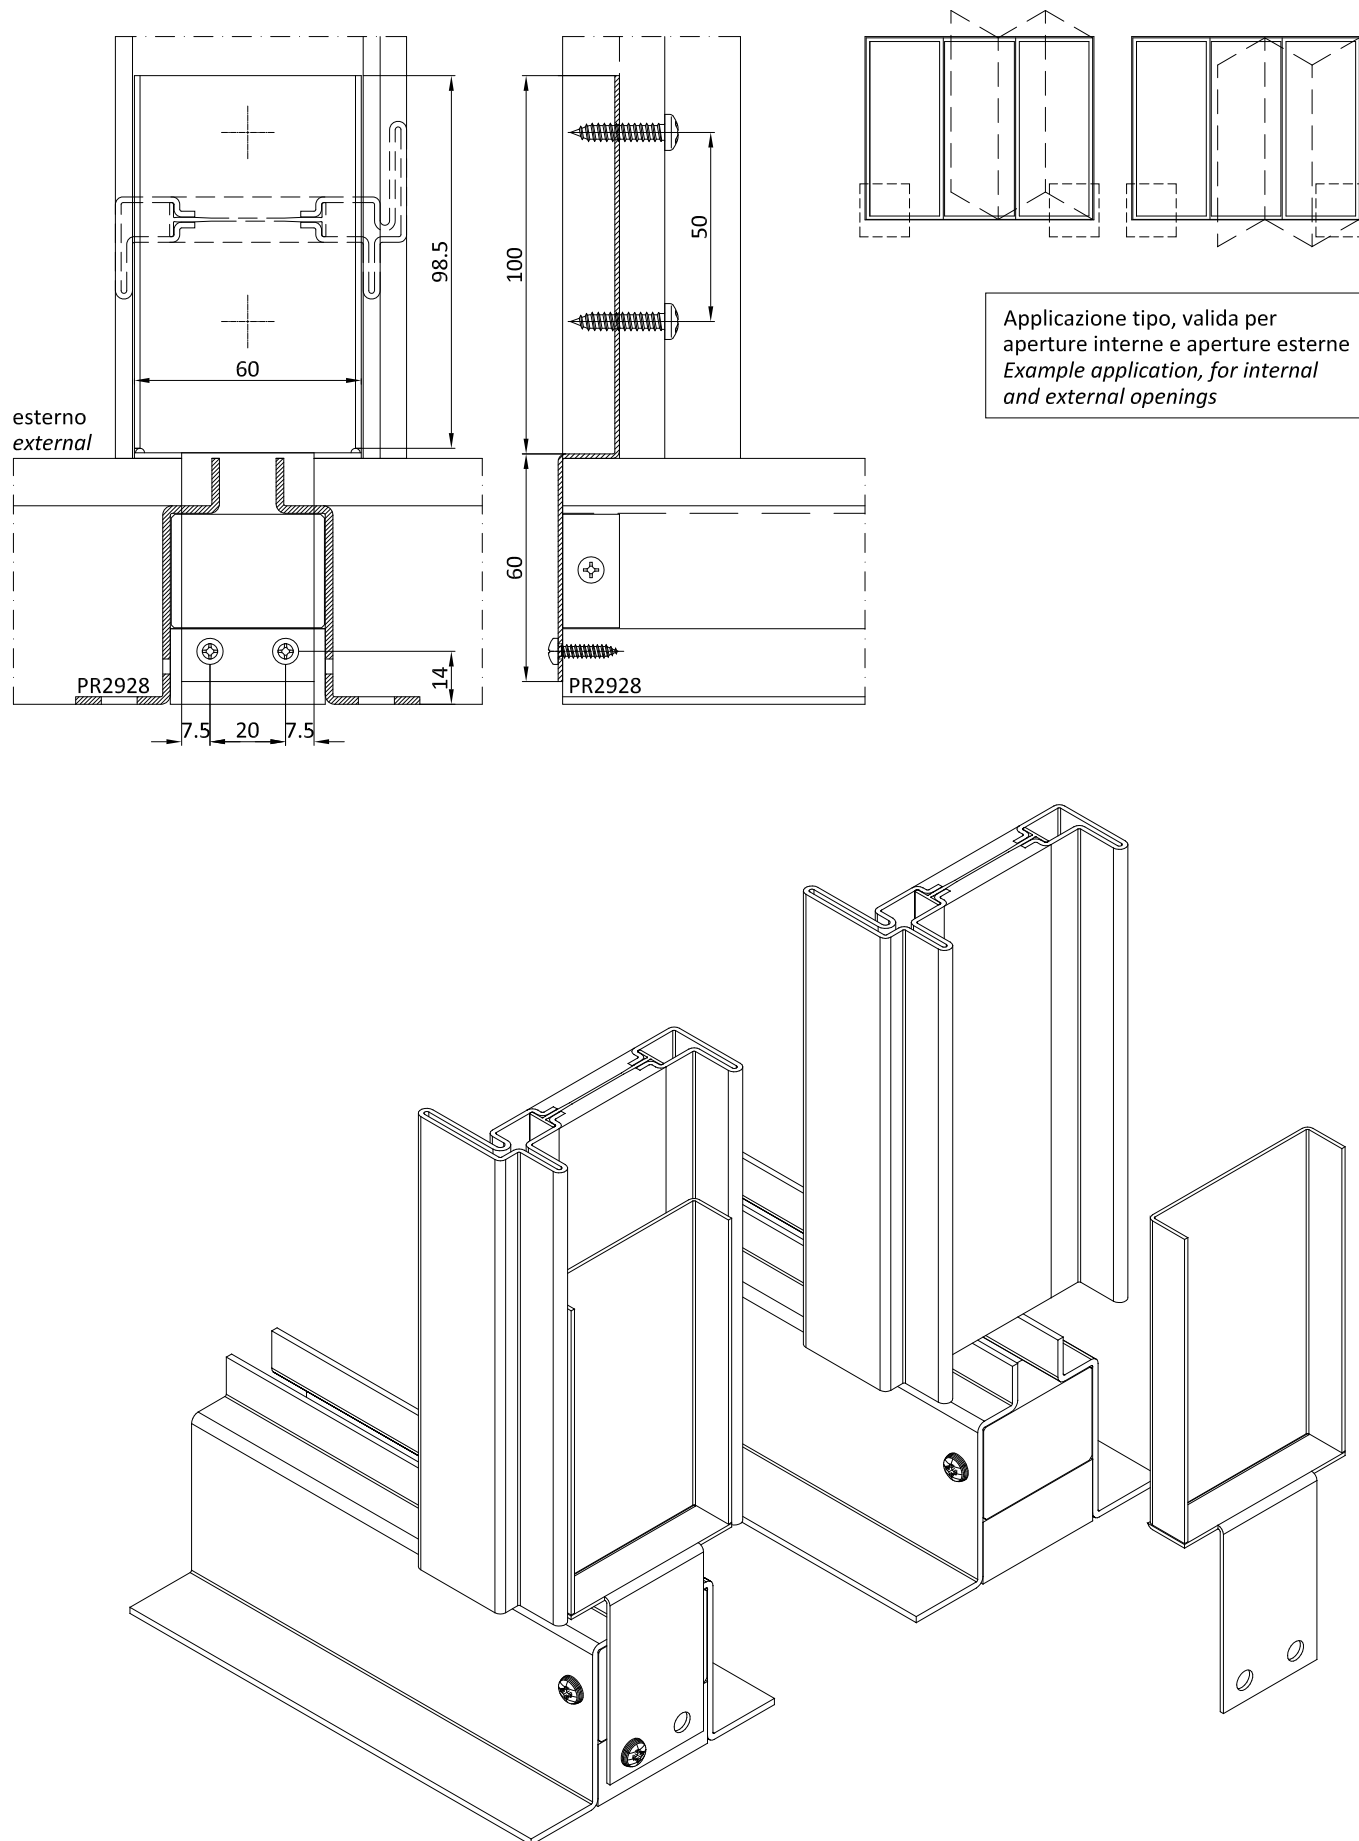 98.5
60
esterno
external
PR2928
14
7.5
20
7.5
100
50
60
PR2928
Applicazione tipo, valida per
aperture interne e aperture esterne
Example application, for internal
and external openings